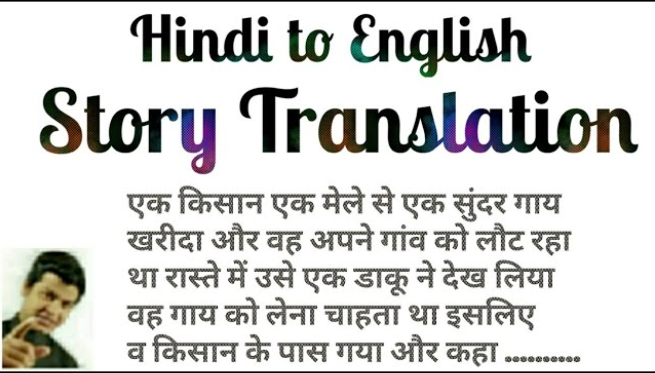 Hindi to English
Story Translation
एक किसान एक मेले से एक सुंदर गाय
खरीदा और वह अपने गांव को लौट रहा
था रास्ते में उसे एक डाकू ने देख लिया
वह गाय को लेना चाहता था इसलिए
व किसान के पास गया और कहा ..........